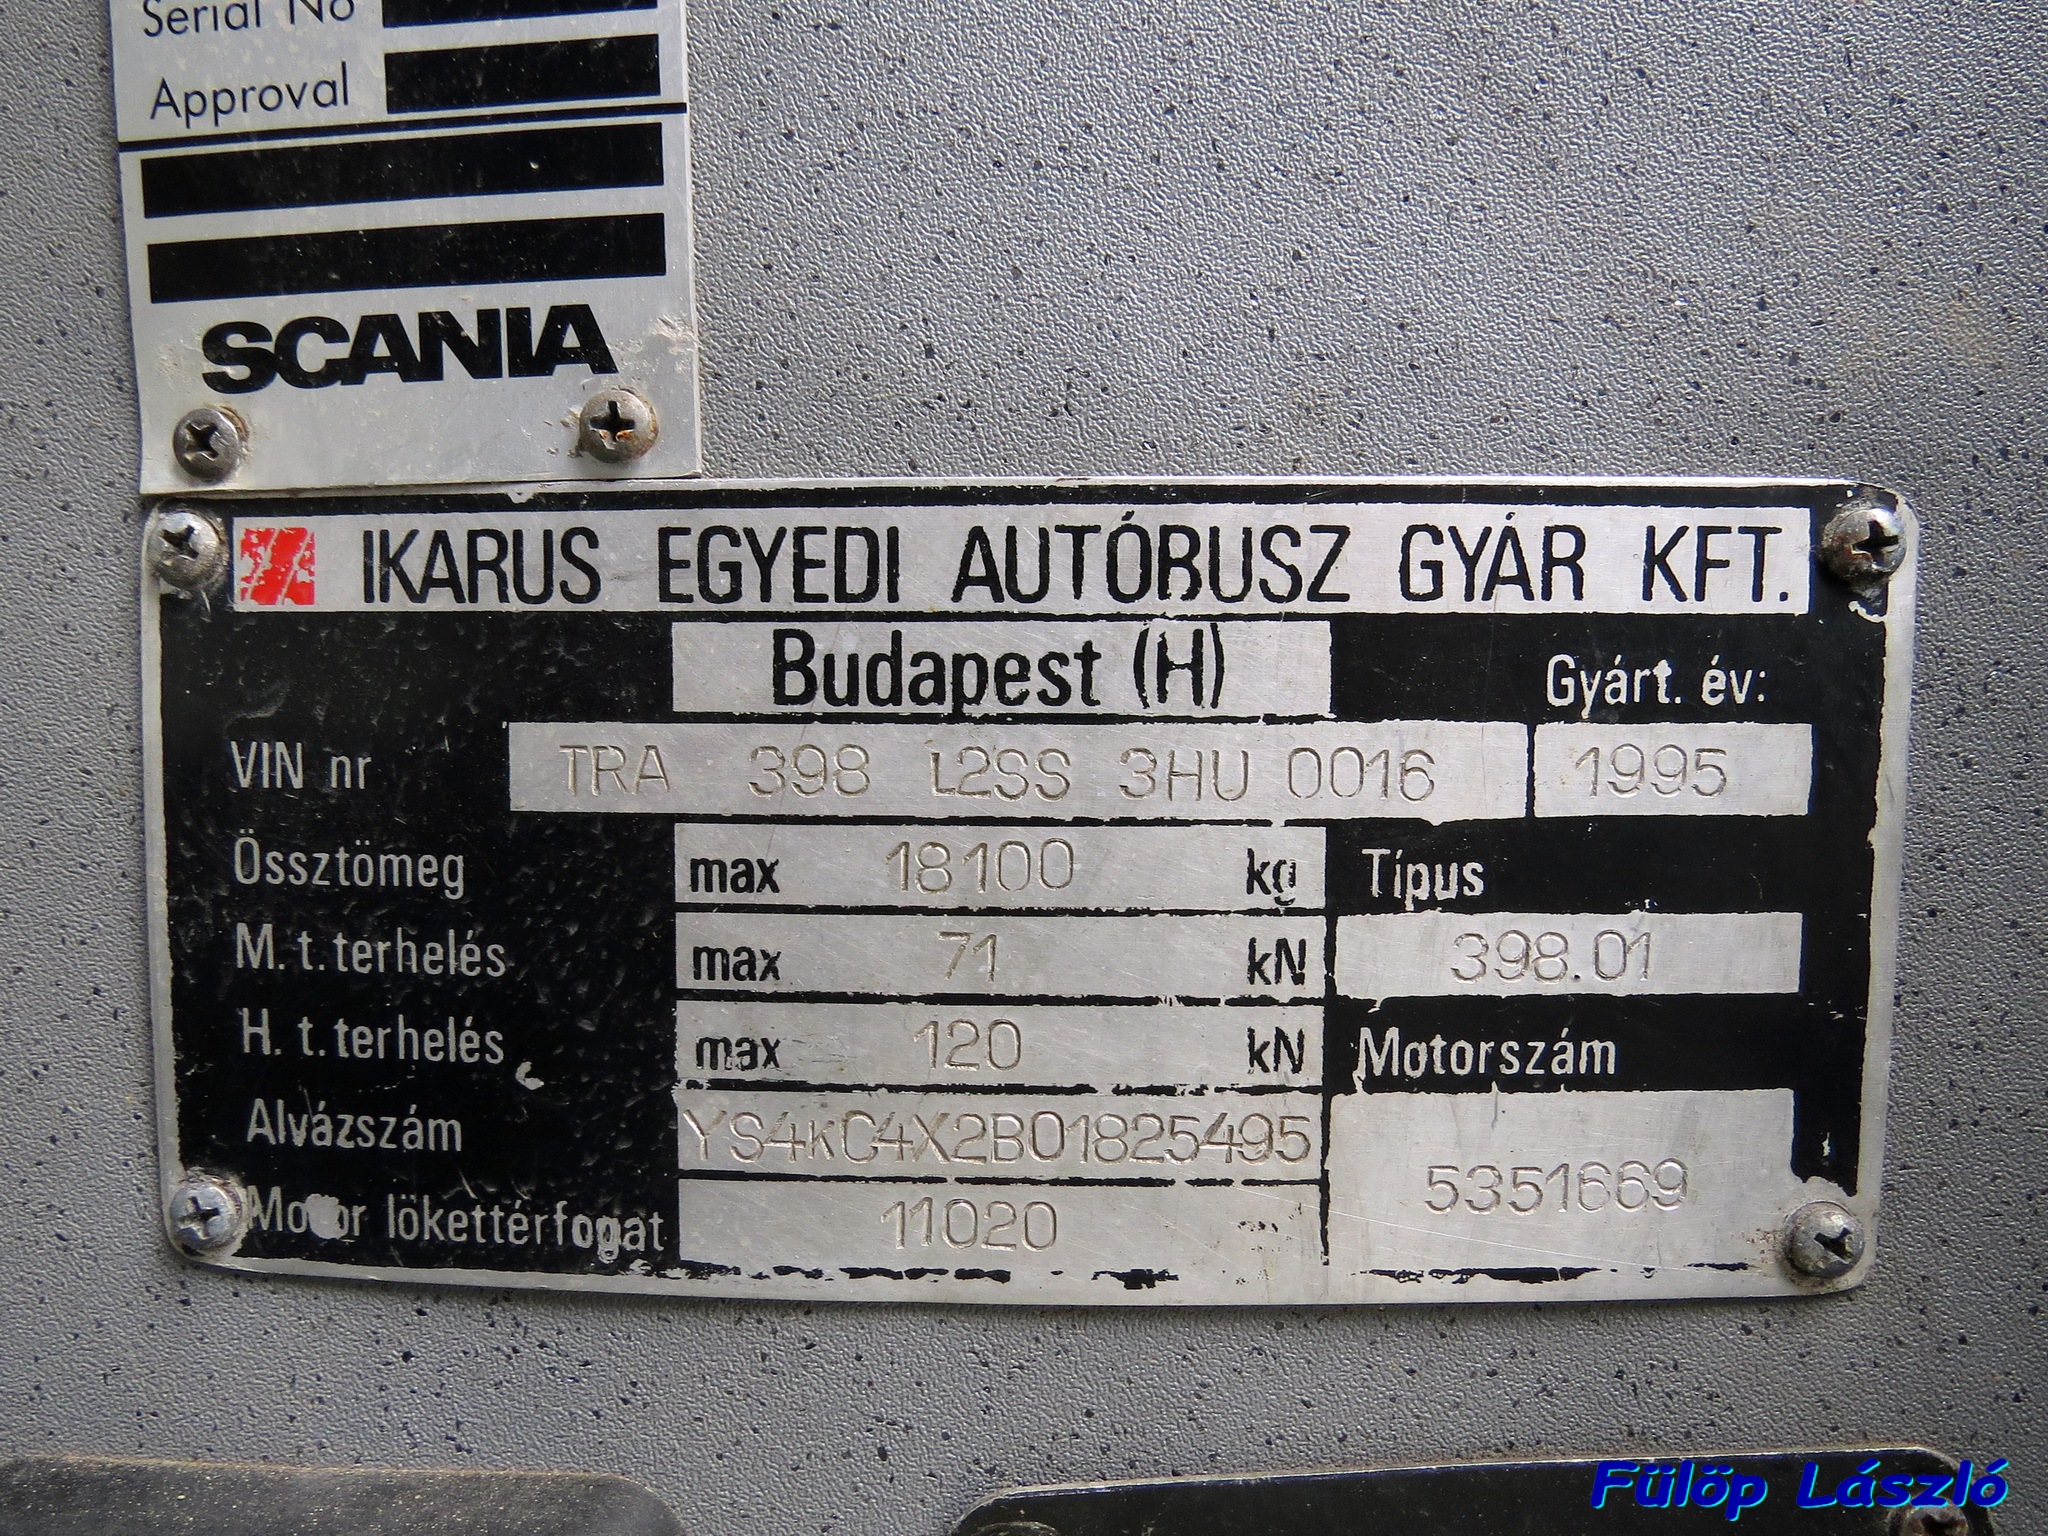 Serial No
Approval
SCANIA
IKARUS EGYEDI AUTÓBUSZ GYÁR KFT.
Budapest (H)
Gyárt. év:
VIN nr TRA 398 L2SS 3HU 0016 1995
Össztömeg max 18100 kg Típus
M. t. terhelés max 71 kN 398.01
H. t. terhelés max 120 kN Motorszám
Alvázszám YS4KC4X2B01825495
5351669
Motor lökettérfogat 11020
Fülöp László